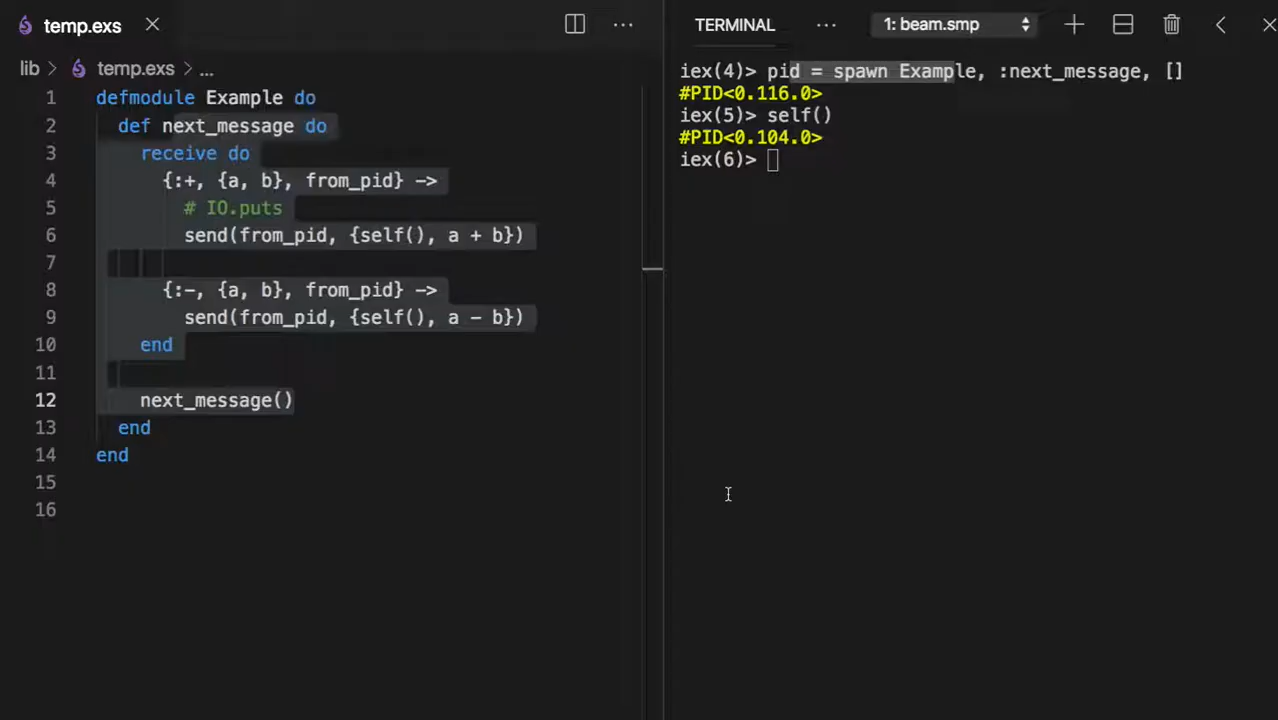 temp.exs
lib > temp.exs > ...
1 defmodule Example do
2 def next_message do
3 receive do
4 {:+, {a, b}, from_pid} ->
5 # IO.puts
6 send(from_pid, {self(), a + b})
7
8 {:-, {a, b}, from_pid} ->
9 send(from_pid, {self(), a - b})
10 end
11
12 next_message()
13 end
14 end
15
16
TERMINAL
1: beam.smp
iex(4)> pid = spawn Example, :next_message, []
#PID<0.116.0>
iex(5)> self()
#PID<0.104.0>
iex(6)>